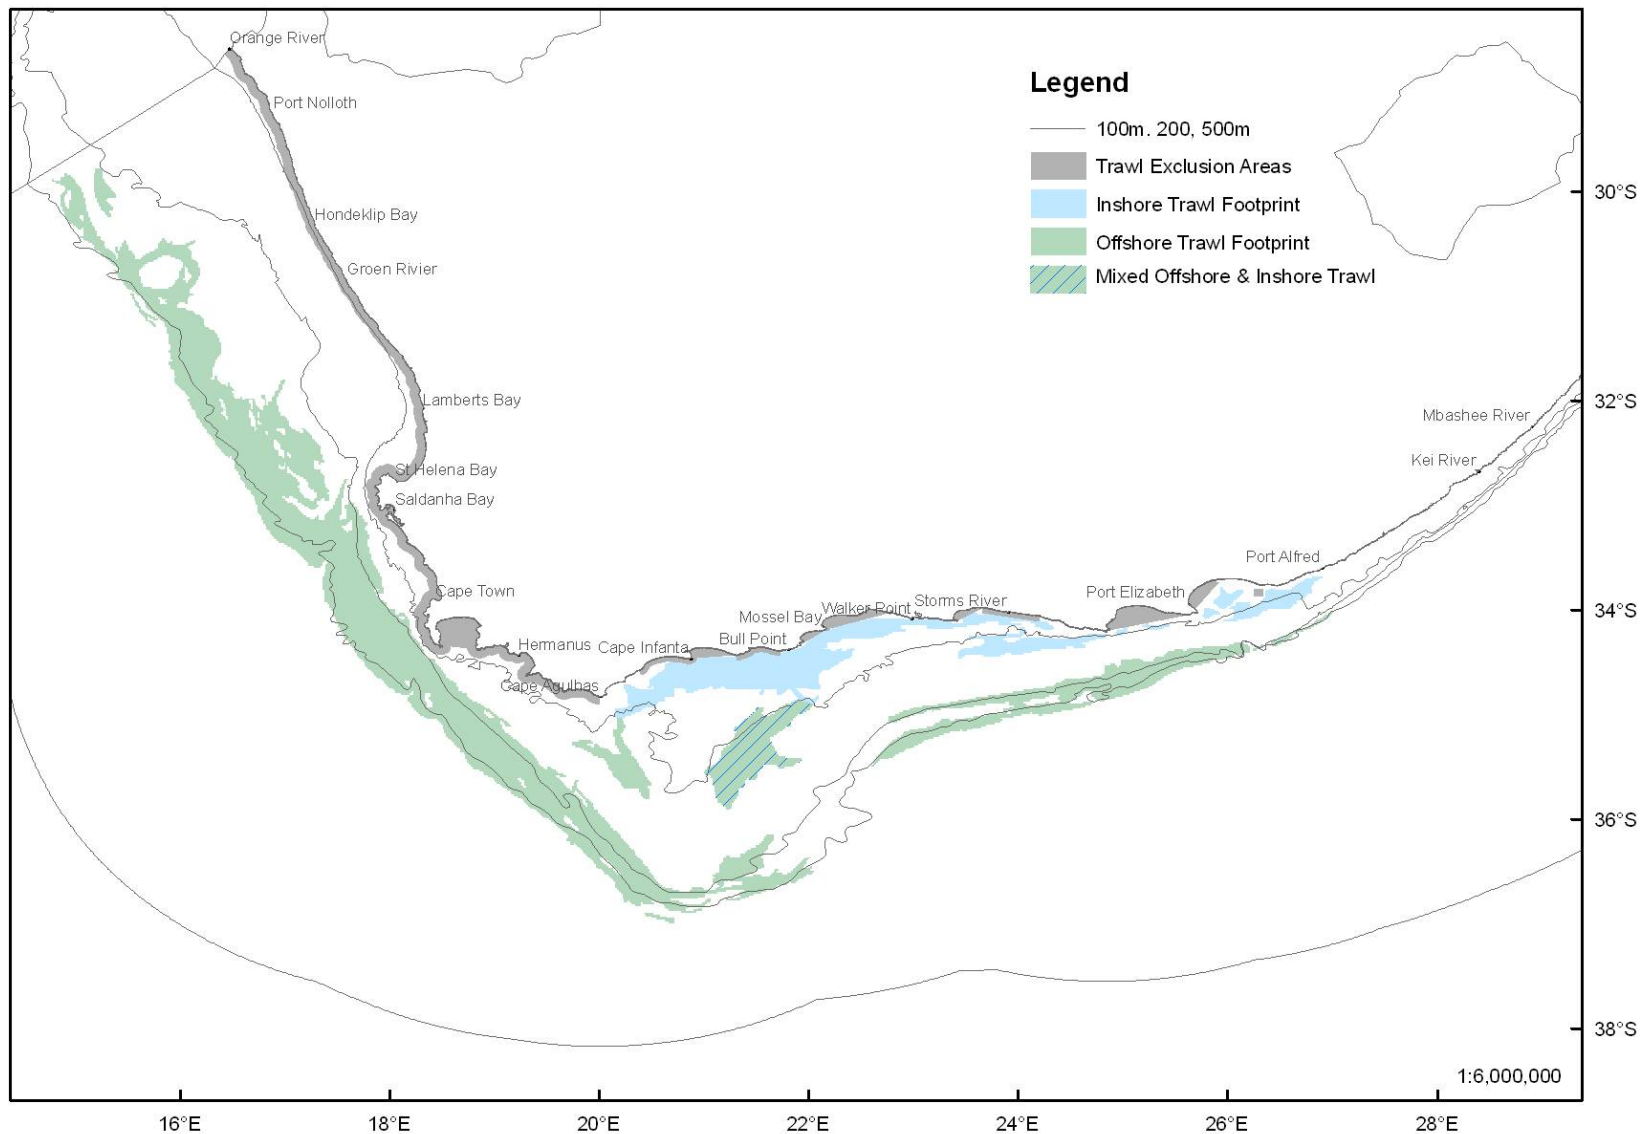 Orange River
Port Nolloth
Hondeklip Bay
Groen Rivier
Lamberts Bay
St Helena Bay
Saldanha Bay
Cape Town
Hermanus
Cape Agulhas
Cape Infanta
Bull Point
Mossel Bay
Walker Point
Storms River
Port Elizabeth
Port Alfred
Kei River
Mbashee River
Legend
100m. 200, 500m
Trawl Exclusion Areas
Inshore Trawl Footprint
Offshore Trawl Footprint
Mixed Offshore & Inshore Trawl
30°S
32°S
34°S
36°S
38°S
1:6,000,000
16°E
18°E
20°E
22°E
24°E
26°E
28°E